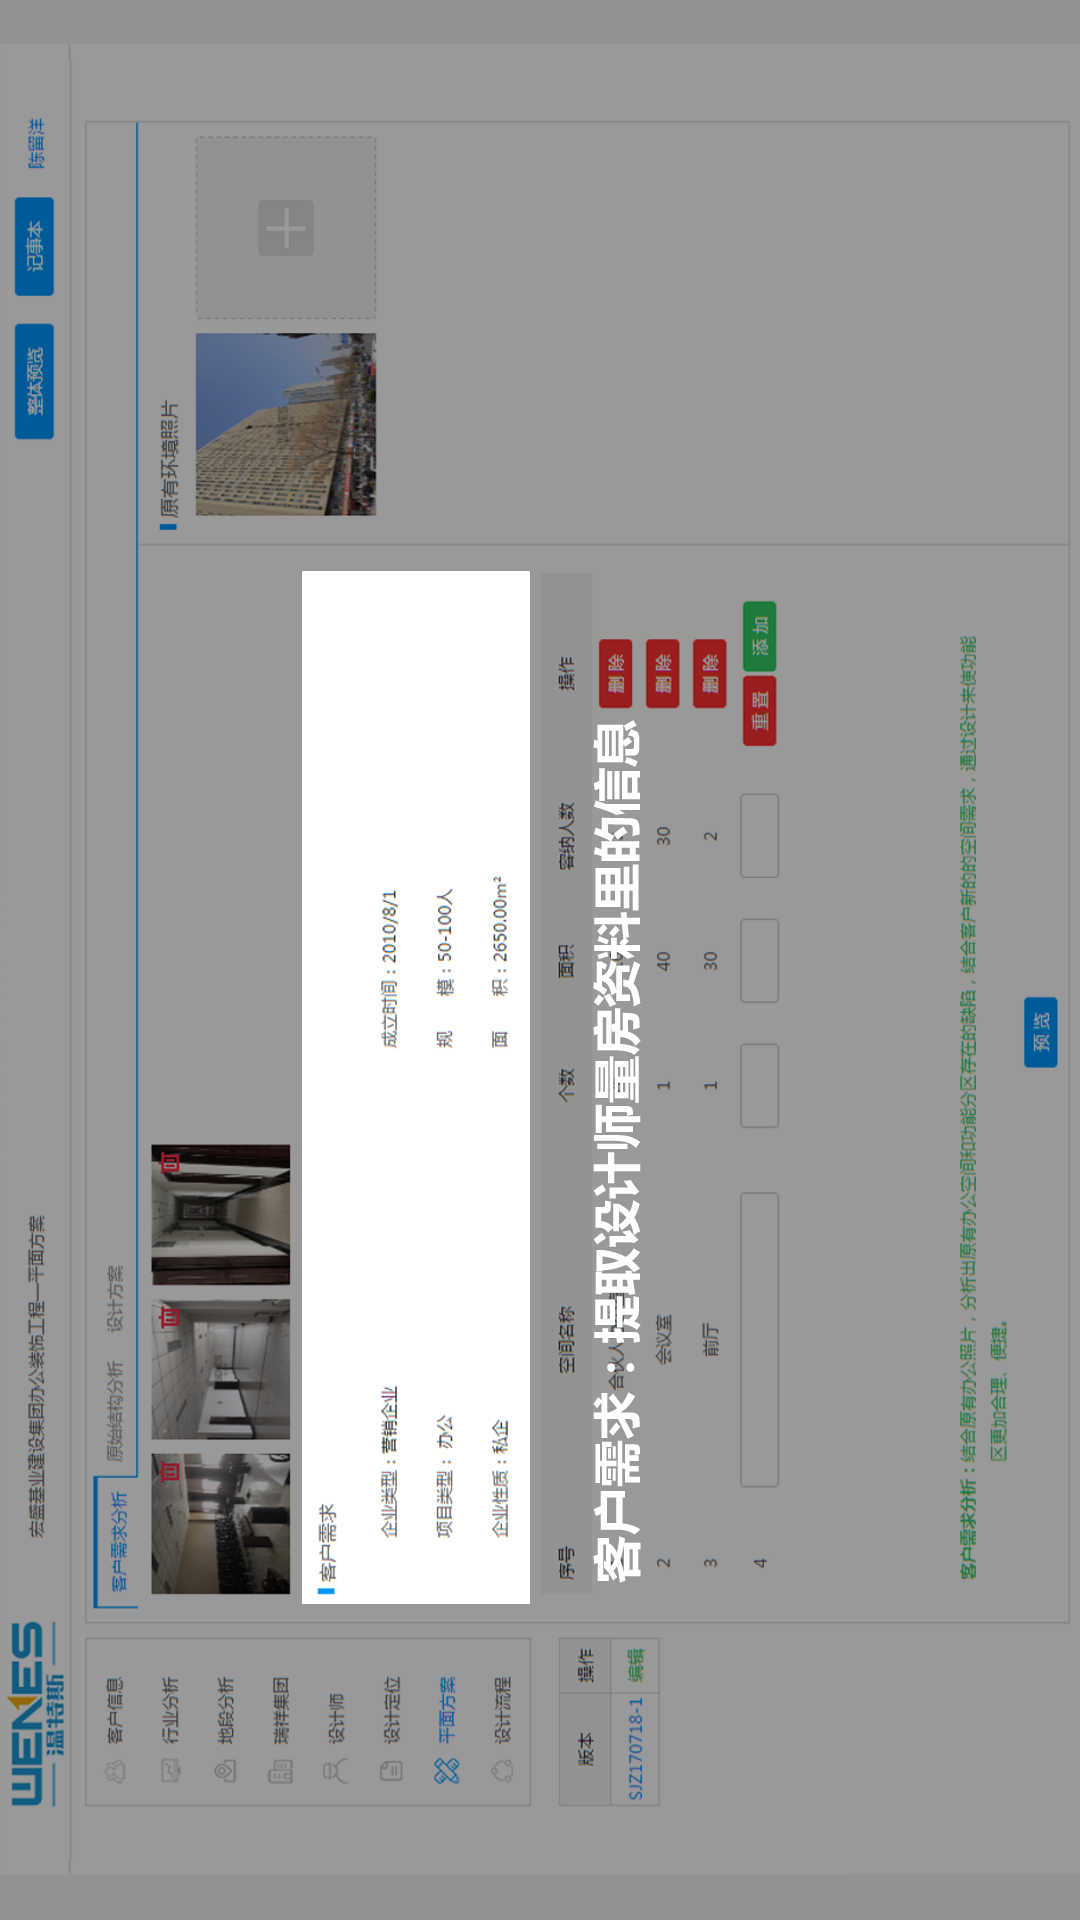 WENES
温特斯
宏盛基业建设集团办公装饰工程—平面方案
整体预览
记事本
陈留洋
客户信息
行业分析
地段分析
瑞祥集团
设计师
设计定位
平面方案
设计流程
版本 操作
SJZ170718-1 编辑
客户需求分析 原始结构分析 设计方案
原有环境照片
客户需求
企业类型：营销企业 成立时间：2010/8/1
项目类型：办公 规 模：50-100人
企业性质：私企 面 积：2650.00m²
序号 空间名称 个数 面积 容纳人数 操作
合伙人 删除
客户需求：提取设计师量房资料里的信息
2 会议室 1 40 30 删除
3 前厅 1 30 2 删除
4 重置 添加
客户需求分析：结合原有办公照片，分析出原有办公空间和功能分区存在的缺陷，结合客户新的的空间需求，通过设计来使功能
区更加合理、便捷。
预览